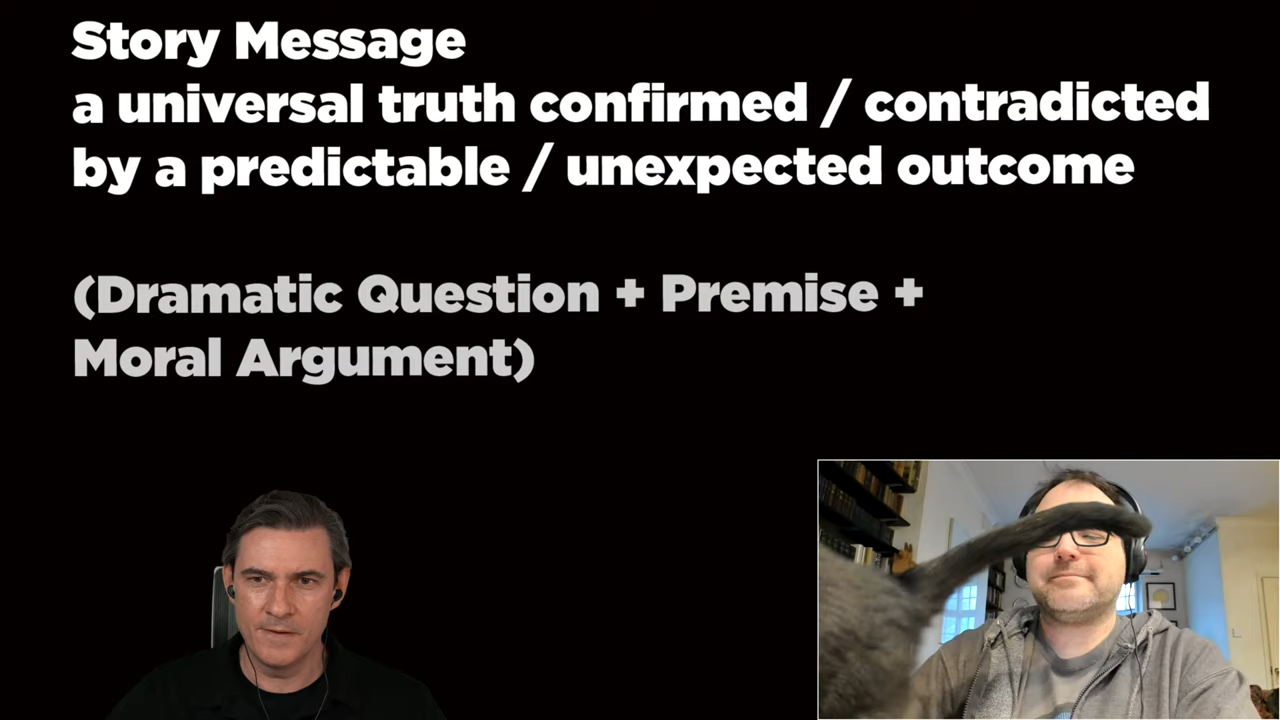 Story Message
a universal truth confirmed / contradicted
by a predictable / unexpected outcome
(Dramatic Question + Premise +
Moral Argument)